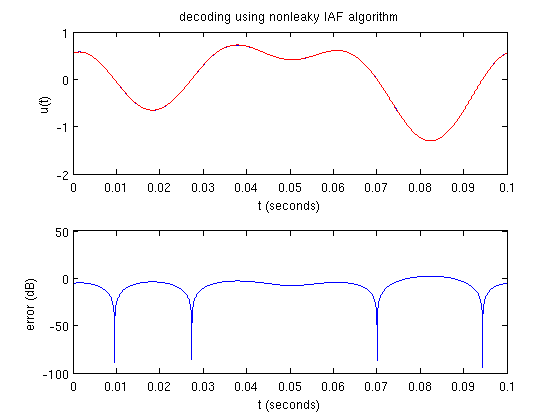 decoding using nonleaky IAF algorithm
1
0
-1
-2
u(t)
0 0.01 0.02 0.03 0.04 0.05 0.06 0.07 0.08 0.09 0.1
t (seconds)
50
0
-50
-100
error (dB)
0 0.01 0.02 0.03 0.04 0.05 0.06 0.07 0.08 0.09 0.1
t (seconds)